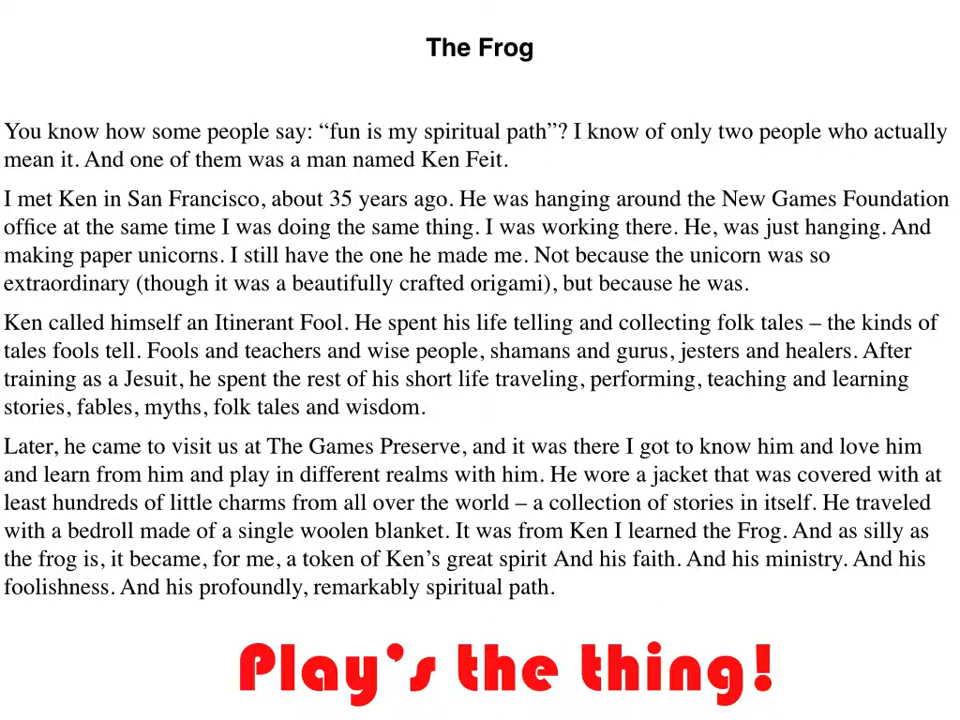 The Frog
You know how some people say: “fun is my spiritual path”? I know of only two people who actually
mean it. And one of them was a man named Ken Feit.
I met Ken in San Francisco, about 35 years ago. He was hanging around the New Games Foundation
office at the same time I was doing the same thing. I was working there. He, was just hanging. And
making paper unicorns. I still have the one he made me. Not because the unicorn was so
extraordinary (though it was a beautifully crafted origami), but because he was.
Ken called himself an Itinerant Fool. He spent his life telling and collecting folk tales – the kinds of
tales fools tell. Fools and teachers and wise people, shamans and gurus, jesters and healers. After
training as a Jesuit, he spent the rest of his short life traveling, performing, teaching and learning
stories, fables, myths, folk tales and wisdom.
Later, he came to visit us at The Games Preserve, and it was there I got to know him and love him
and learn from him and play in different realms with him. He wore a jacket that was covered with at
least hundreds of little charms from all over the world – a collection of stories in itself. He traveled
with a bedroll made of a single woolen blanket. It was from Ken I learned the Frog. And as silly as
the frog is, it became, for me, a token of Ken’s great spirit And his faith. And his ministry. And his
foolishness. And his profoundly, remarkably spiritual path.
Play’s the thing!